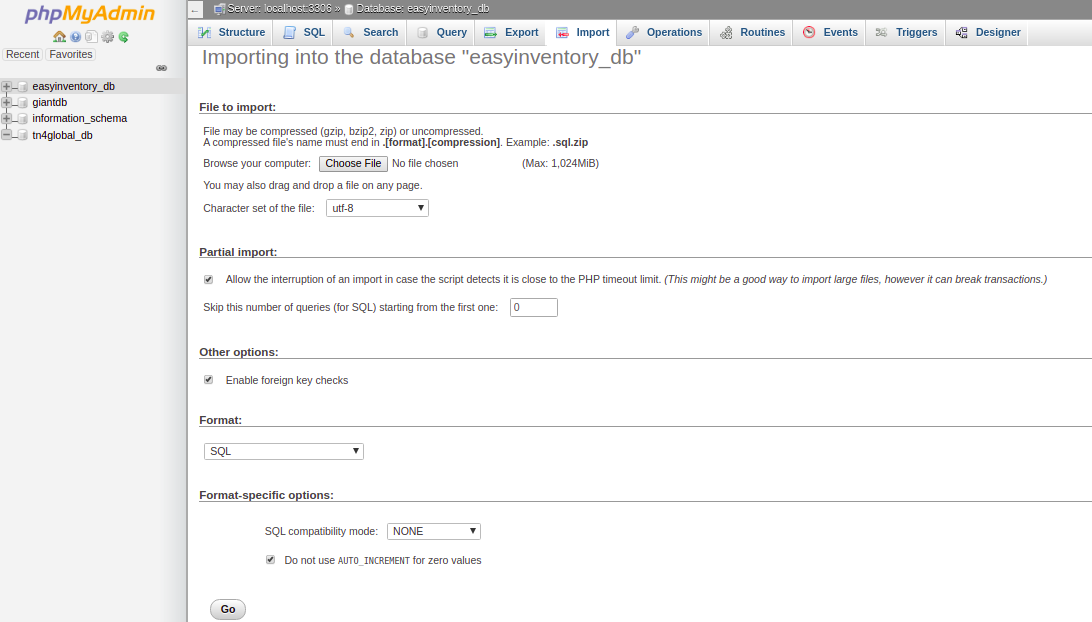 phpMyAdmin
Recent Favorites
easyinventory_db
giantdb
information_schema
tn4global_db
Server: localhost:3306 » Database: easyinventory_db
Structure SQL Search Query Export Import Operations Routines Events Triggers Designer
Importing into the database "easyinventory_db"
File to import:
File may be compressed (gzip, bzip2, zip) or uncompressed.
A compressed file's name must end in .[format].[compression]. Example: .sql.zip
Browse your computer: Choose File No file chosen (Max: 1,024MiB)
You may also drag and drop a file on any page.
Character set of the file: utf-8
Partial import:
Allow the interruption of an import in case the script detects it is close to the PHP timeout limit. (This might be a good way to import large files, however it can break transactions.)
Skip this number of queries (for SQL) starting from the first one: 0
Other options:
Enable foreign key checks
Format:
SQL
Format-specific options:
SQL compatibility mode: NONE
Do not use AUTO_INCREMENT for zero values
Go